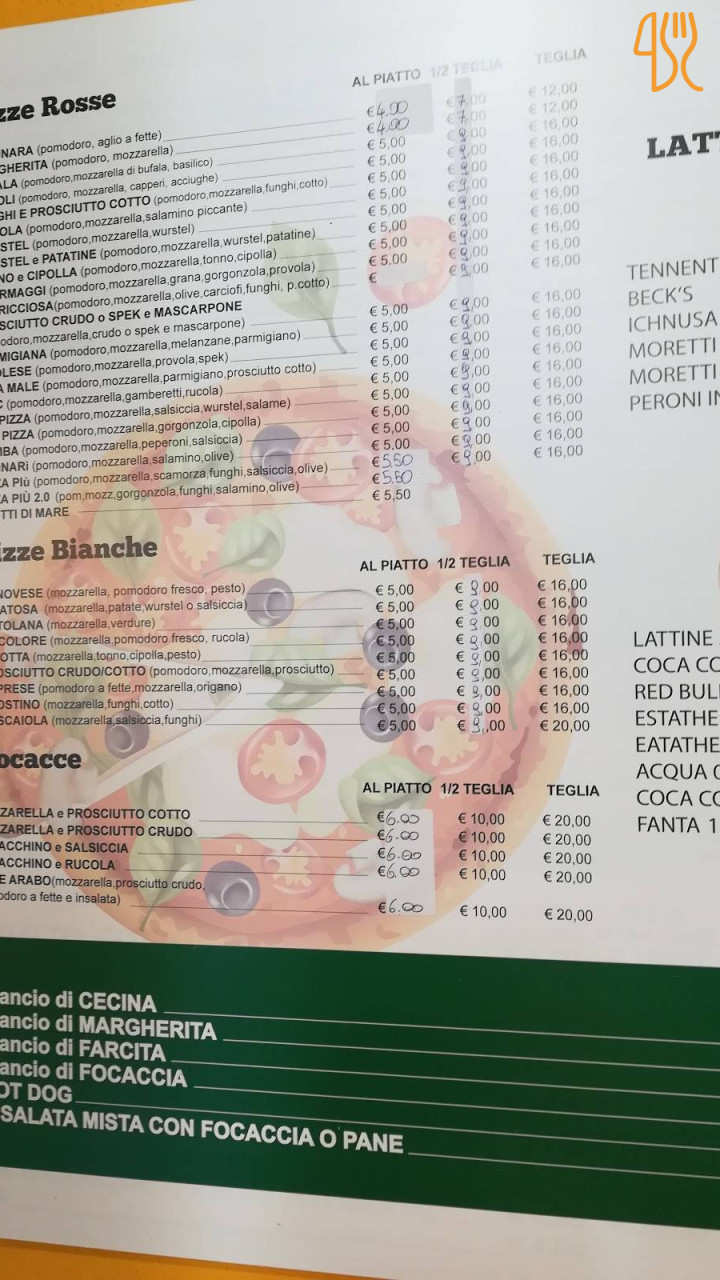 zze Rosse AL PIATTO 1/2 TEGLIA TEGLIA
NARA (pomodoro, aglio a fette) €4.00 €7,00 € 12,00
GHERITA (pomodoro, mozzarella) €4.00 €7,00 € 12,00
ALA (pomodoro,mozzarella di bufala, basilico) € 5,00 €9,00 € 16,00
OLI (pomodoro, mozzarella, capperi, acciughe) € 5,00 €9,00 € 16,00
GHI E PROSCIUTTO COTTO (pomodoro,mozzarella,funghi,cotto) € 5,00 €9,00 € 16,00
OLA (pomodoro,mozzarella,salamino piccante) € 5,00 €9,00 € 16,00
STEL (pomodoro,mozzarella,wurstel) € 5,00 €9,00 € 16,00
STEL e PATATINE (pomodoro,mozzarella,wurstel,patatine) € 5,00 €9,00 € 16,00
NO e CIPOLLA (pomodoro,mozzarella,tonno,cipolla) € 5,00 €9,00 € 16,00
RMAGGI (pomodoro,mozzarella,grana,gorgonzola,provola) € 5.00 €9,00 € 16,00
RICCIOSA(pomodoro,mozzarella,olive,carciofi,funghi, p.cotto) €
SCIUTTO CRUDO o SPEK e MASCARPONE
odoro,mozzarella,crudo o spek e mascarpone) € 5,00 €9,00 € 16,00
MIGIANA (pomodoro,mozzarella,melanzane,parmigiano) € 5,00 €9,00 € 16,00
OLESE (pomodoro,mozzarella,provola,spek) € 5,00 €9,00 € 16,00
A MALE (pomodoro,mozzarella,parmigiano,prosciutto cotto) € 5,00 €9,00 € 16,00
C (pomodoro,mozzarella,gamberetti,rucola) € 5,00 €9,00 € 16,00
PIZZA (pomodoro,mozzarella,salsiccia,wurstel,salame) € 5,00 €9,00 € 16,00
PIZZA (pomodoro,mozzarella,gorgonzola,cipolla) € 5,00 €9,00 € 16,00
MBA (pomodoro,mozzarella,peperoni,salsiccia) € 5,00 €9,00 € 16,00
NARI (pomodoro,mozzarella,salamino,olive) € 5.00 €9,00 € 16,00
A PIù (pomodoro,mozzarella,scamorza,funghi,salsiccia,olive) €5.50
A PIÙ 2.0 (pom,mozz,gorgonzola,funghi,salamino,olive) €5.50
TTI DI MARE € 5,50
izze Bianche AL PIATTO 1/2 TEGLIA TEGLIA
NOVESE (mozzarella, pomodoro fresco, pesto) € 5,00 € 9,00 € 16,00
ATOSA (mozzarella,patate,wurstel o salsiccia) € 5,00 € 9,00 € 16,00
TOLANA (mozzarella,verdure) € 5,00 € 9,00 € 16,00
COLORE (mozzarella,pomodoro fresco, rucola) € 5,00 € 9,00 € 16,00
OTTA (mozzarella,tonno,cipolla,pesto) € 5,00 € 9,00 € 16,00
OSCIUTTO CRUDO/COTTO (pomodoro,mozzarella,prosciutto) € 5,00 € 9,00 € 16,00
PRESE (pomodoro a fette,mozzarella,origano) € 5,00 € 9,00 € 16,00
OSTINO (mozzarella,funghi,cotto) € 5,00 € 9,00 € 16,00
SCAIOLA (mozzarella,salsiccia,funghi) € 5,00 € 20,00
ocacce AL PIATTO 1/2 TEGLIA TEGLIA
ZARELLA e PROSCIUTTO COTTO €6.00 € 10,00 € 20,00
ZARELLA e PROSCIUTTO CRUDO €6.00 € 10,00 € 20,00
ACCHINO e SALSICCIA €6.00 € 10,00 € 20,00
ACCHINO e RUCOLA €6.00 € 10,00 € 20,00
E ARABO(mozzarella,prosciutto crudo,
odoro a fette e insalata) €6.00 € 10,00 € 20,00
ancio di CECINA
ancio di MARGHERITA
ancio di FARCITA
ancio di FOCACCIA
OT DOG
SALATA MISTA CON FOCACCIA O PANE
LATT
TENNENT
BECK'S
ICHNUSA
MORETTI
MORETTI
PERONI IN
LATTINE
COCA CO
RED BULL
ESTATHE
EATATHE
ACQUA 0
COCA CO
FANTA 1